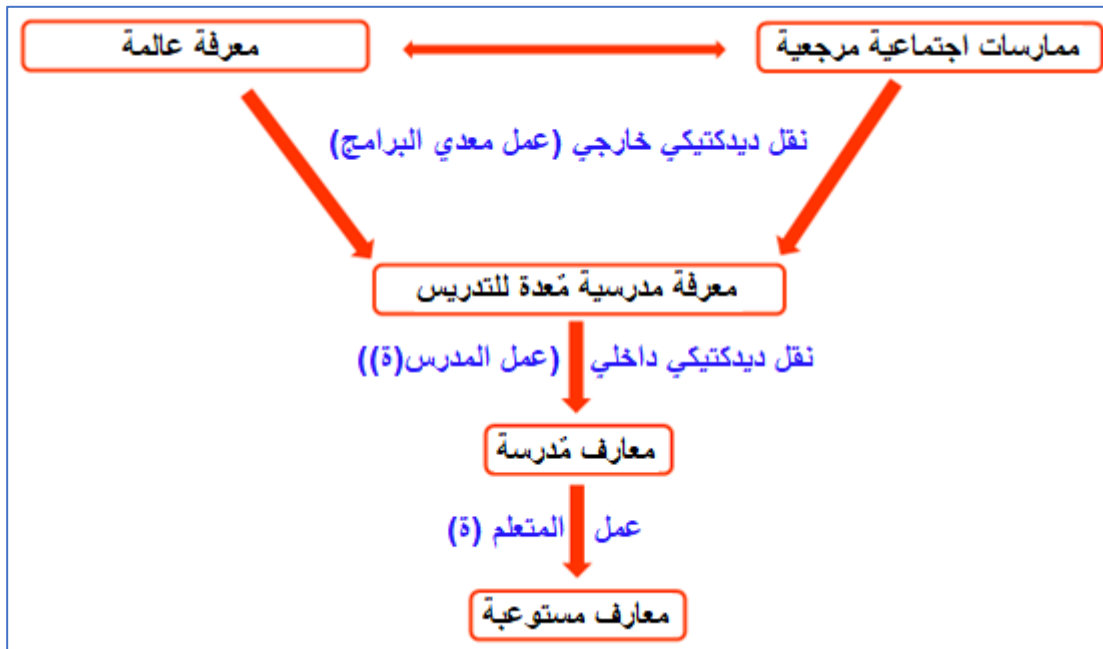 ممارسات اجتماعية مرجعية
معرفة عالمة
نقل ديدكتيكي خارجي (عمل معدي البرامج)
معرفة مدرسية مٌعدة للتدريس
نقل ديدكتيكي داخلي (عمل المدرس(ة))
معارف مٌدرسة
عمل المتعلم (ة)
معارف مستوعبة